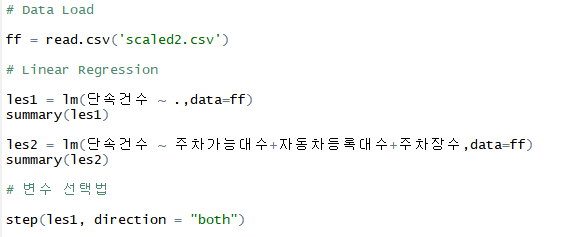 # Data Load
ff = read.csv('scaled2.csv')
# Linear Regression
les1 = lm(단속건수 ~ .,data=ff)
summary(les1)
les2 = lm(단속건수 ~ 주차가능대수+자동차등록대수+주차장수,data=ff)
summary(les2)
# 변수 선택법
step(les1, direction = "both")